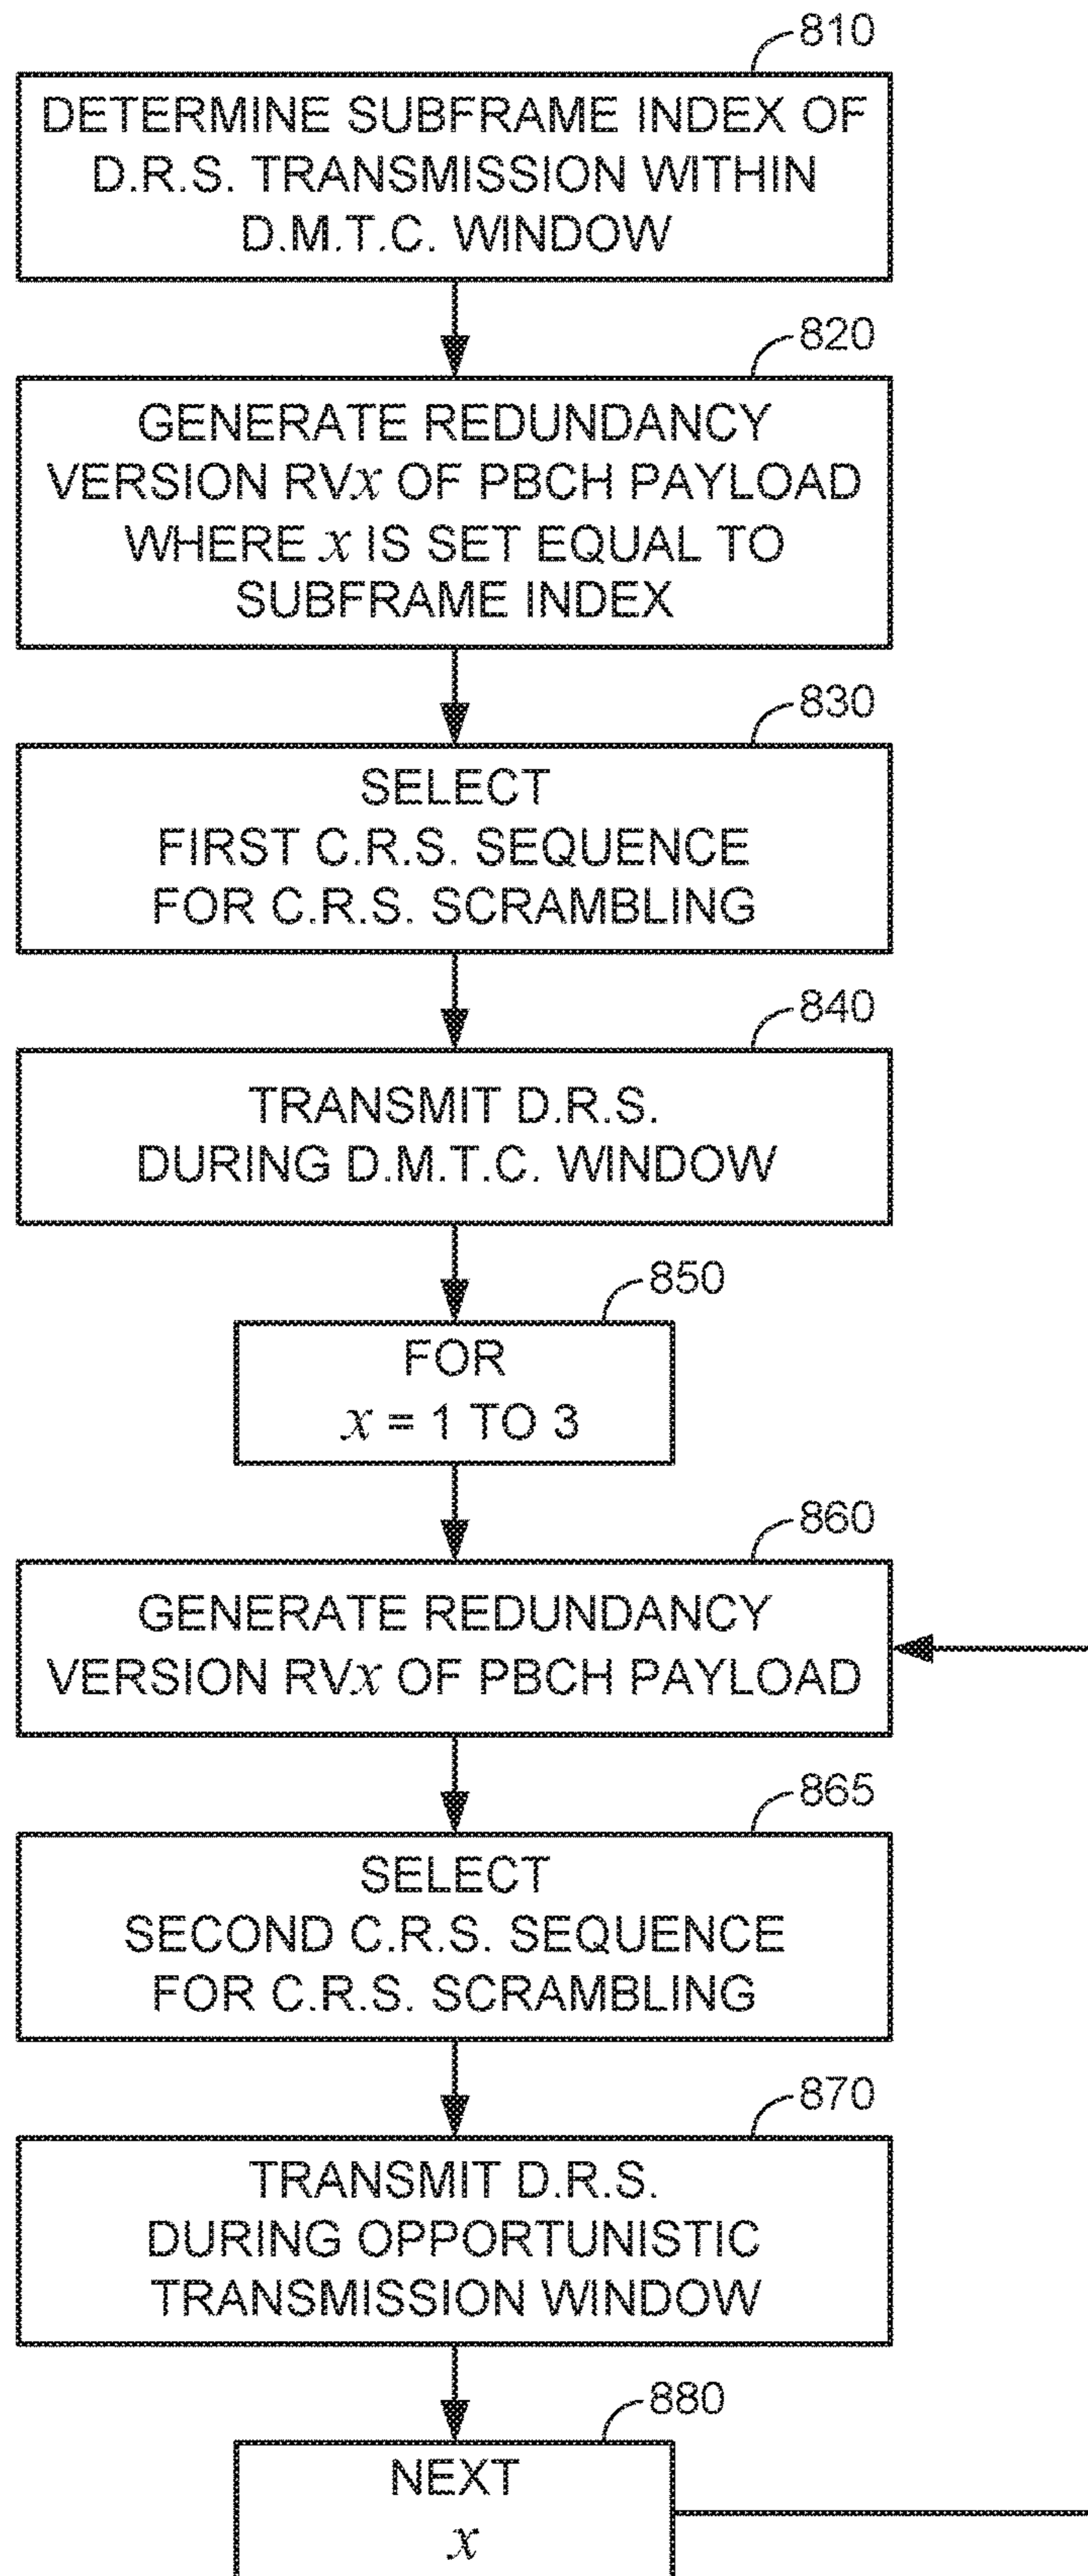 810
DETERMINE SUBFRAME INDEX OF
D.R.S. TRANSMISSION WITHIN
D.M.T.C. WINDOW
820
GENERATE REDUNDANCY
VERSION RVx OF PBCH PAYLOAD
WHERE x IS SET EQUAL TO
SUBFRAME INDEX
830
SELECT
FIRST C.R.S. SEQUENCE
FOR C.R.S. SCRAMBLING
840
TRANSMIT D.R.S.
DURING D.M.T.C. WINDOW
850
FOR
x = 1 TO 3
860
GENERATE REDUNDANCY
VERSION RVx OF PBCH PAYLOAD
865
SELECT
SECOND C.R.S. SEQUENCE
FOR C.R.S. SCRAMBLING
870
TRANSMIT D.R.S.
DURING OPPORTUNISTIC
TRANSMISSION WINDOW
880
NEXT
x